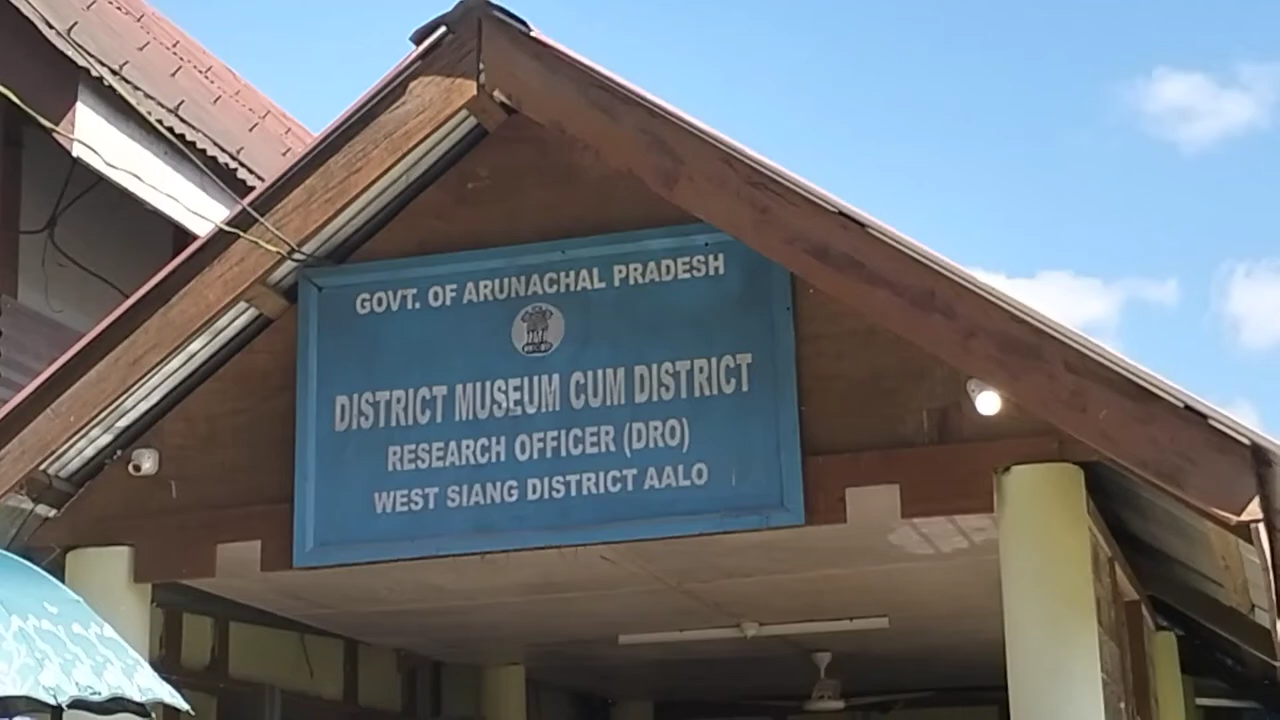 GOVT. OF ARUNACHAL PRADESH
DISTRICT MUSEUM CUM DISTRICT
RESEARCH OFFICER (DRO)
WEST SIANG DISTRICT AALO